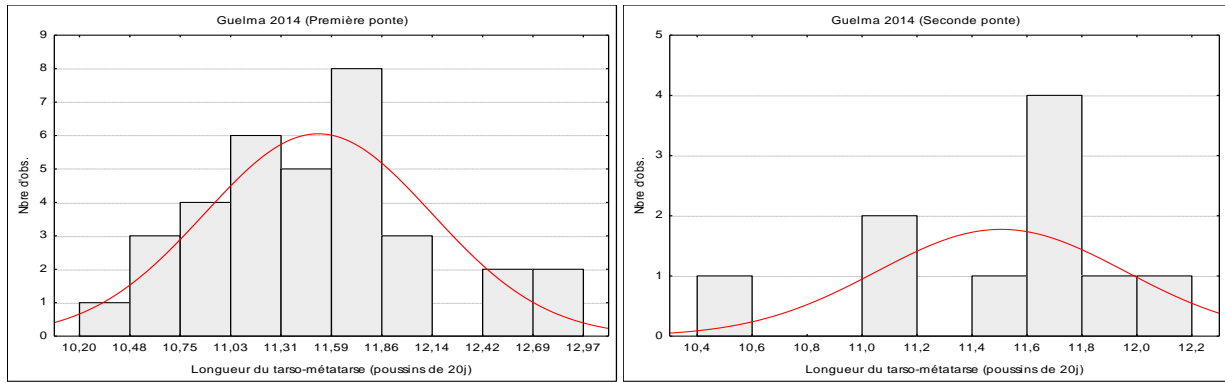 Guelma 2014 (Première ponte)
9
8
7
6
5
4
3
2
1
0
Nbre d'obs.
10,20 10,48 10,75 11,03 11,31 11,59 11,86 12,14 12,42 12,69 12,97
Longueur du tarso-métatarse (poussins de 20j)
Guelma 2014 (Seconde ponte)
5
4
3
2
1
0
Nbre d'obs.
10,4 10,6 10,8 11,0 11,2 11,4 11,6 11,8 12,0 12,2
Longueur du tarso-métatarse (poussins de 20j)